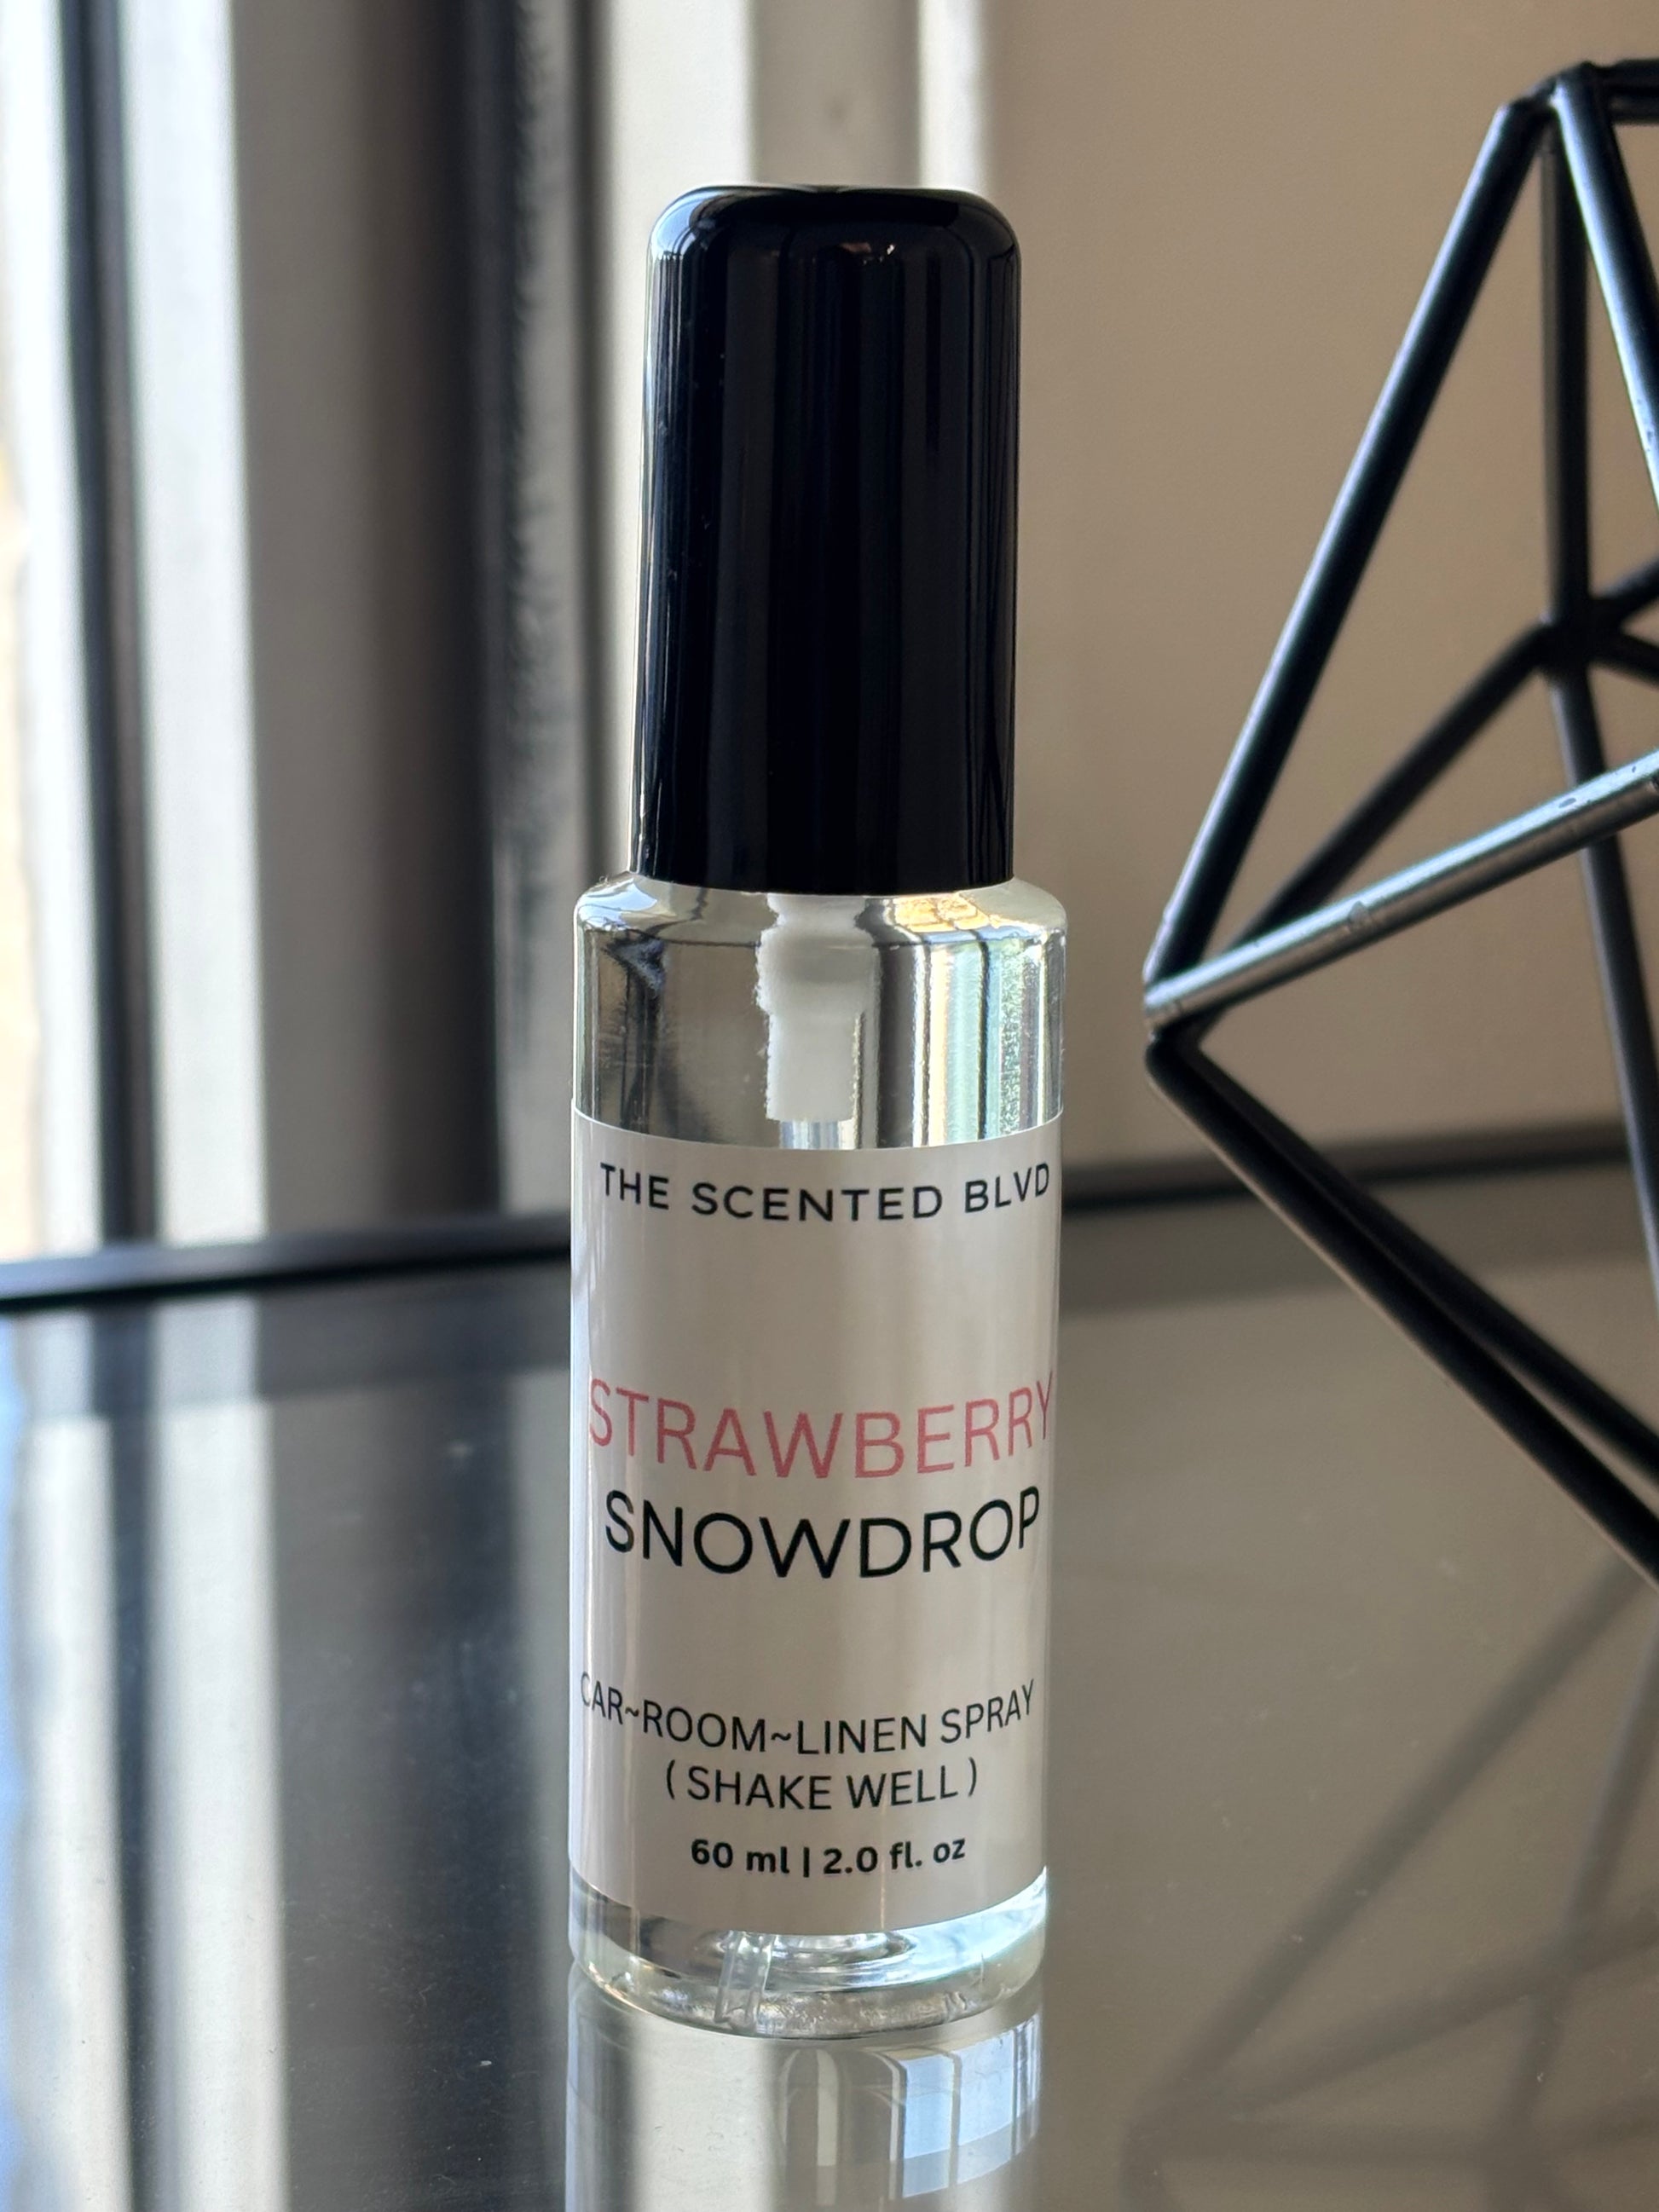 THE SCENTED BLVD
STRAWBERRY
SNOWDROP
CAR~ROOM~LINEN SPRAY
( SHAKE WELL )
60 ml | 2.0 fl. oz